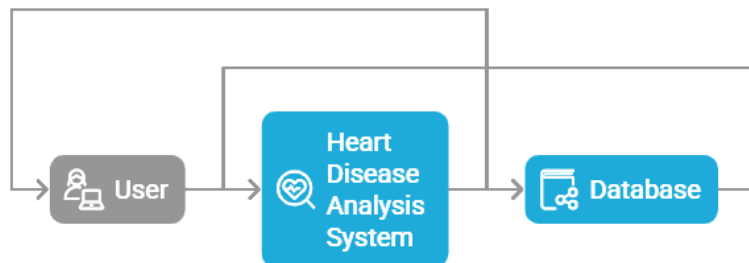 User
Heart
Disease
Analysis
System
Database